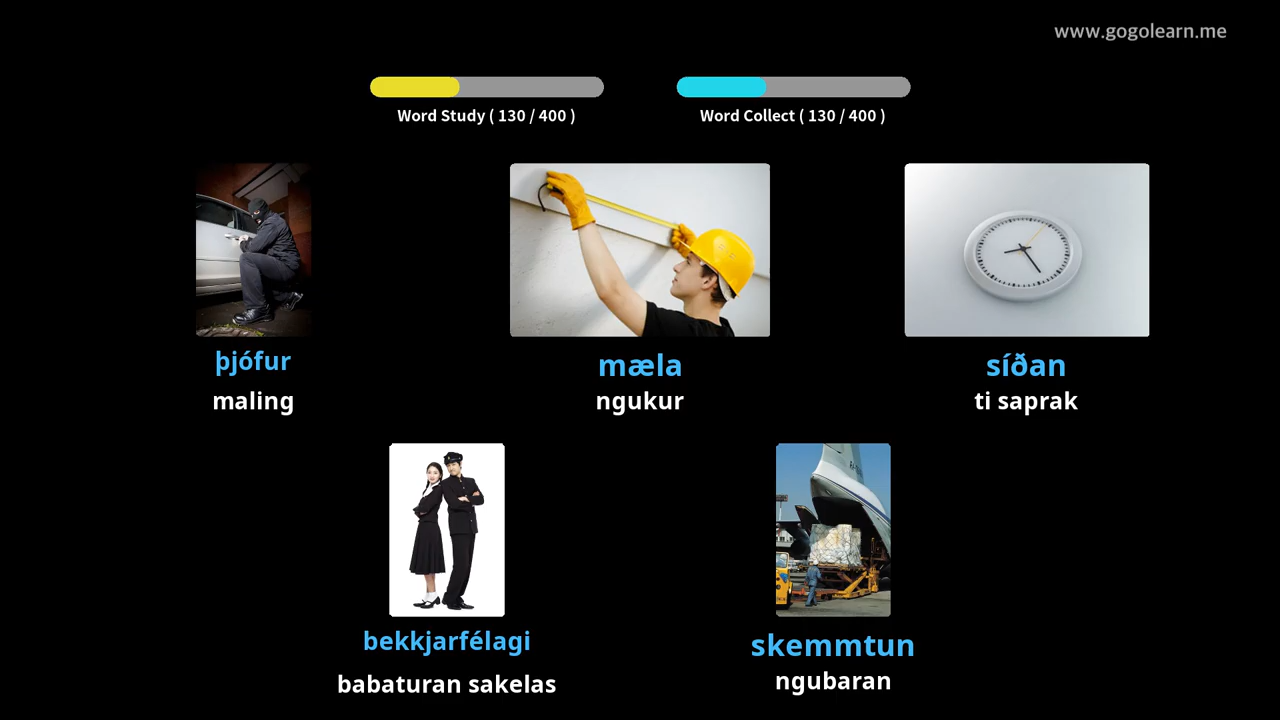 www.gogolearn.me
Word Study ( 130 / 400 )
Word Collect ( 130 / 400 )
þjófur
maling
mæla
ngukur
síðan
ti saprak
bekkjarfélagi
babaturan sakelas
skemmtun
ngubaran